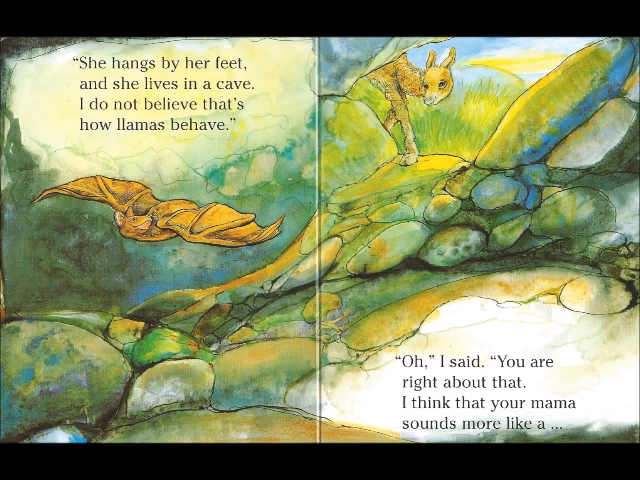 “She hangs by her feet,
and she lives in a cave.
I do not believe that's
how llamas behave.”
“Oh,” I said. “You are
right about that.
I think that your mama
sounds more like a ...